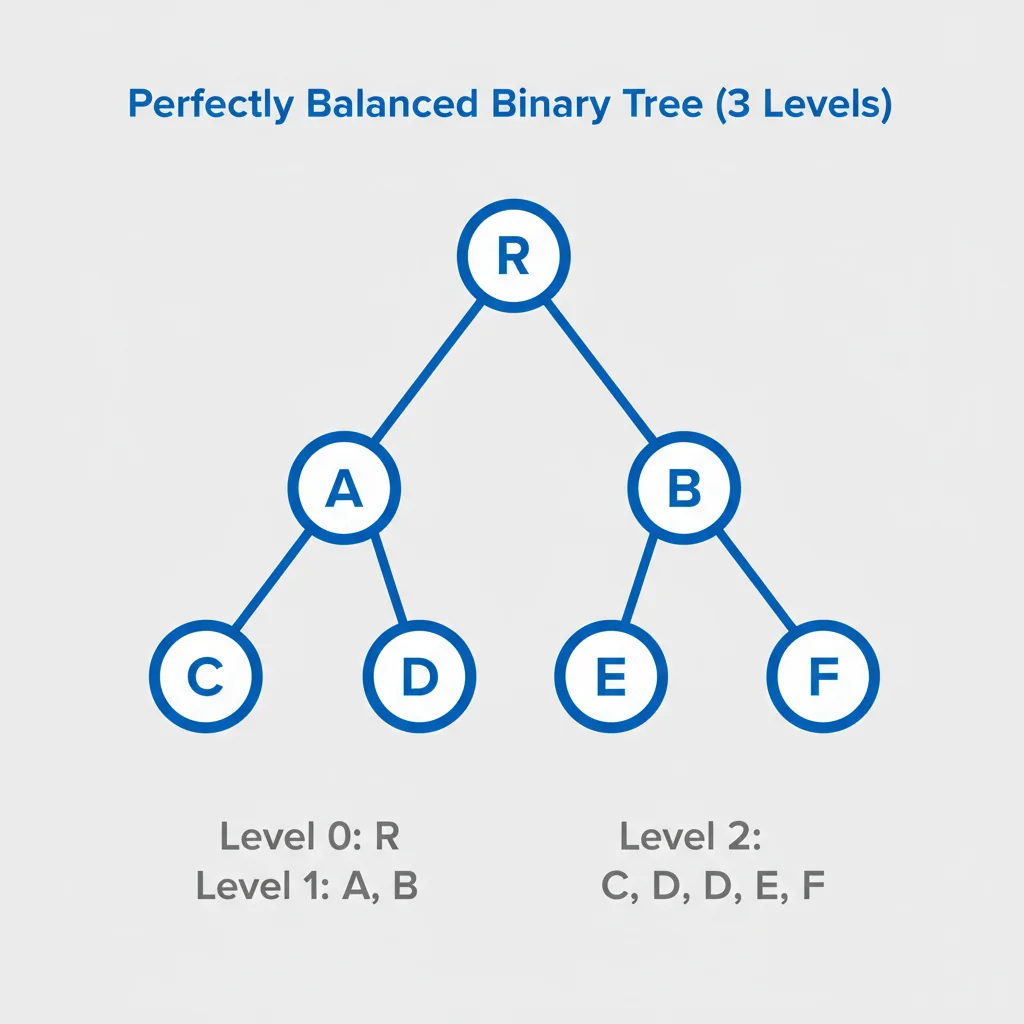 Perfectly Balanced Binary Tree (3 Levels)
R
A
B
C
D
E
F
Level 0: R
Level 1: A, B
Level 2:
C, D, D, E, F